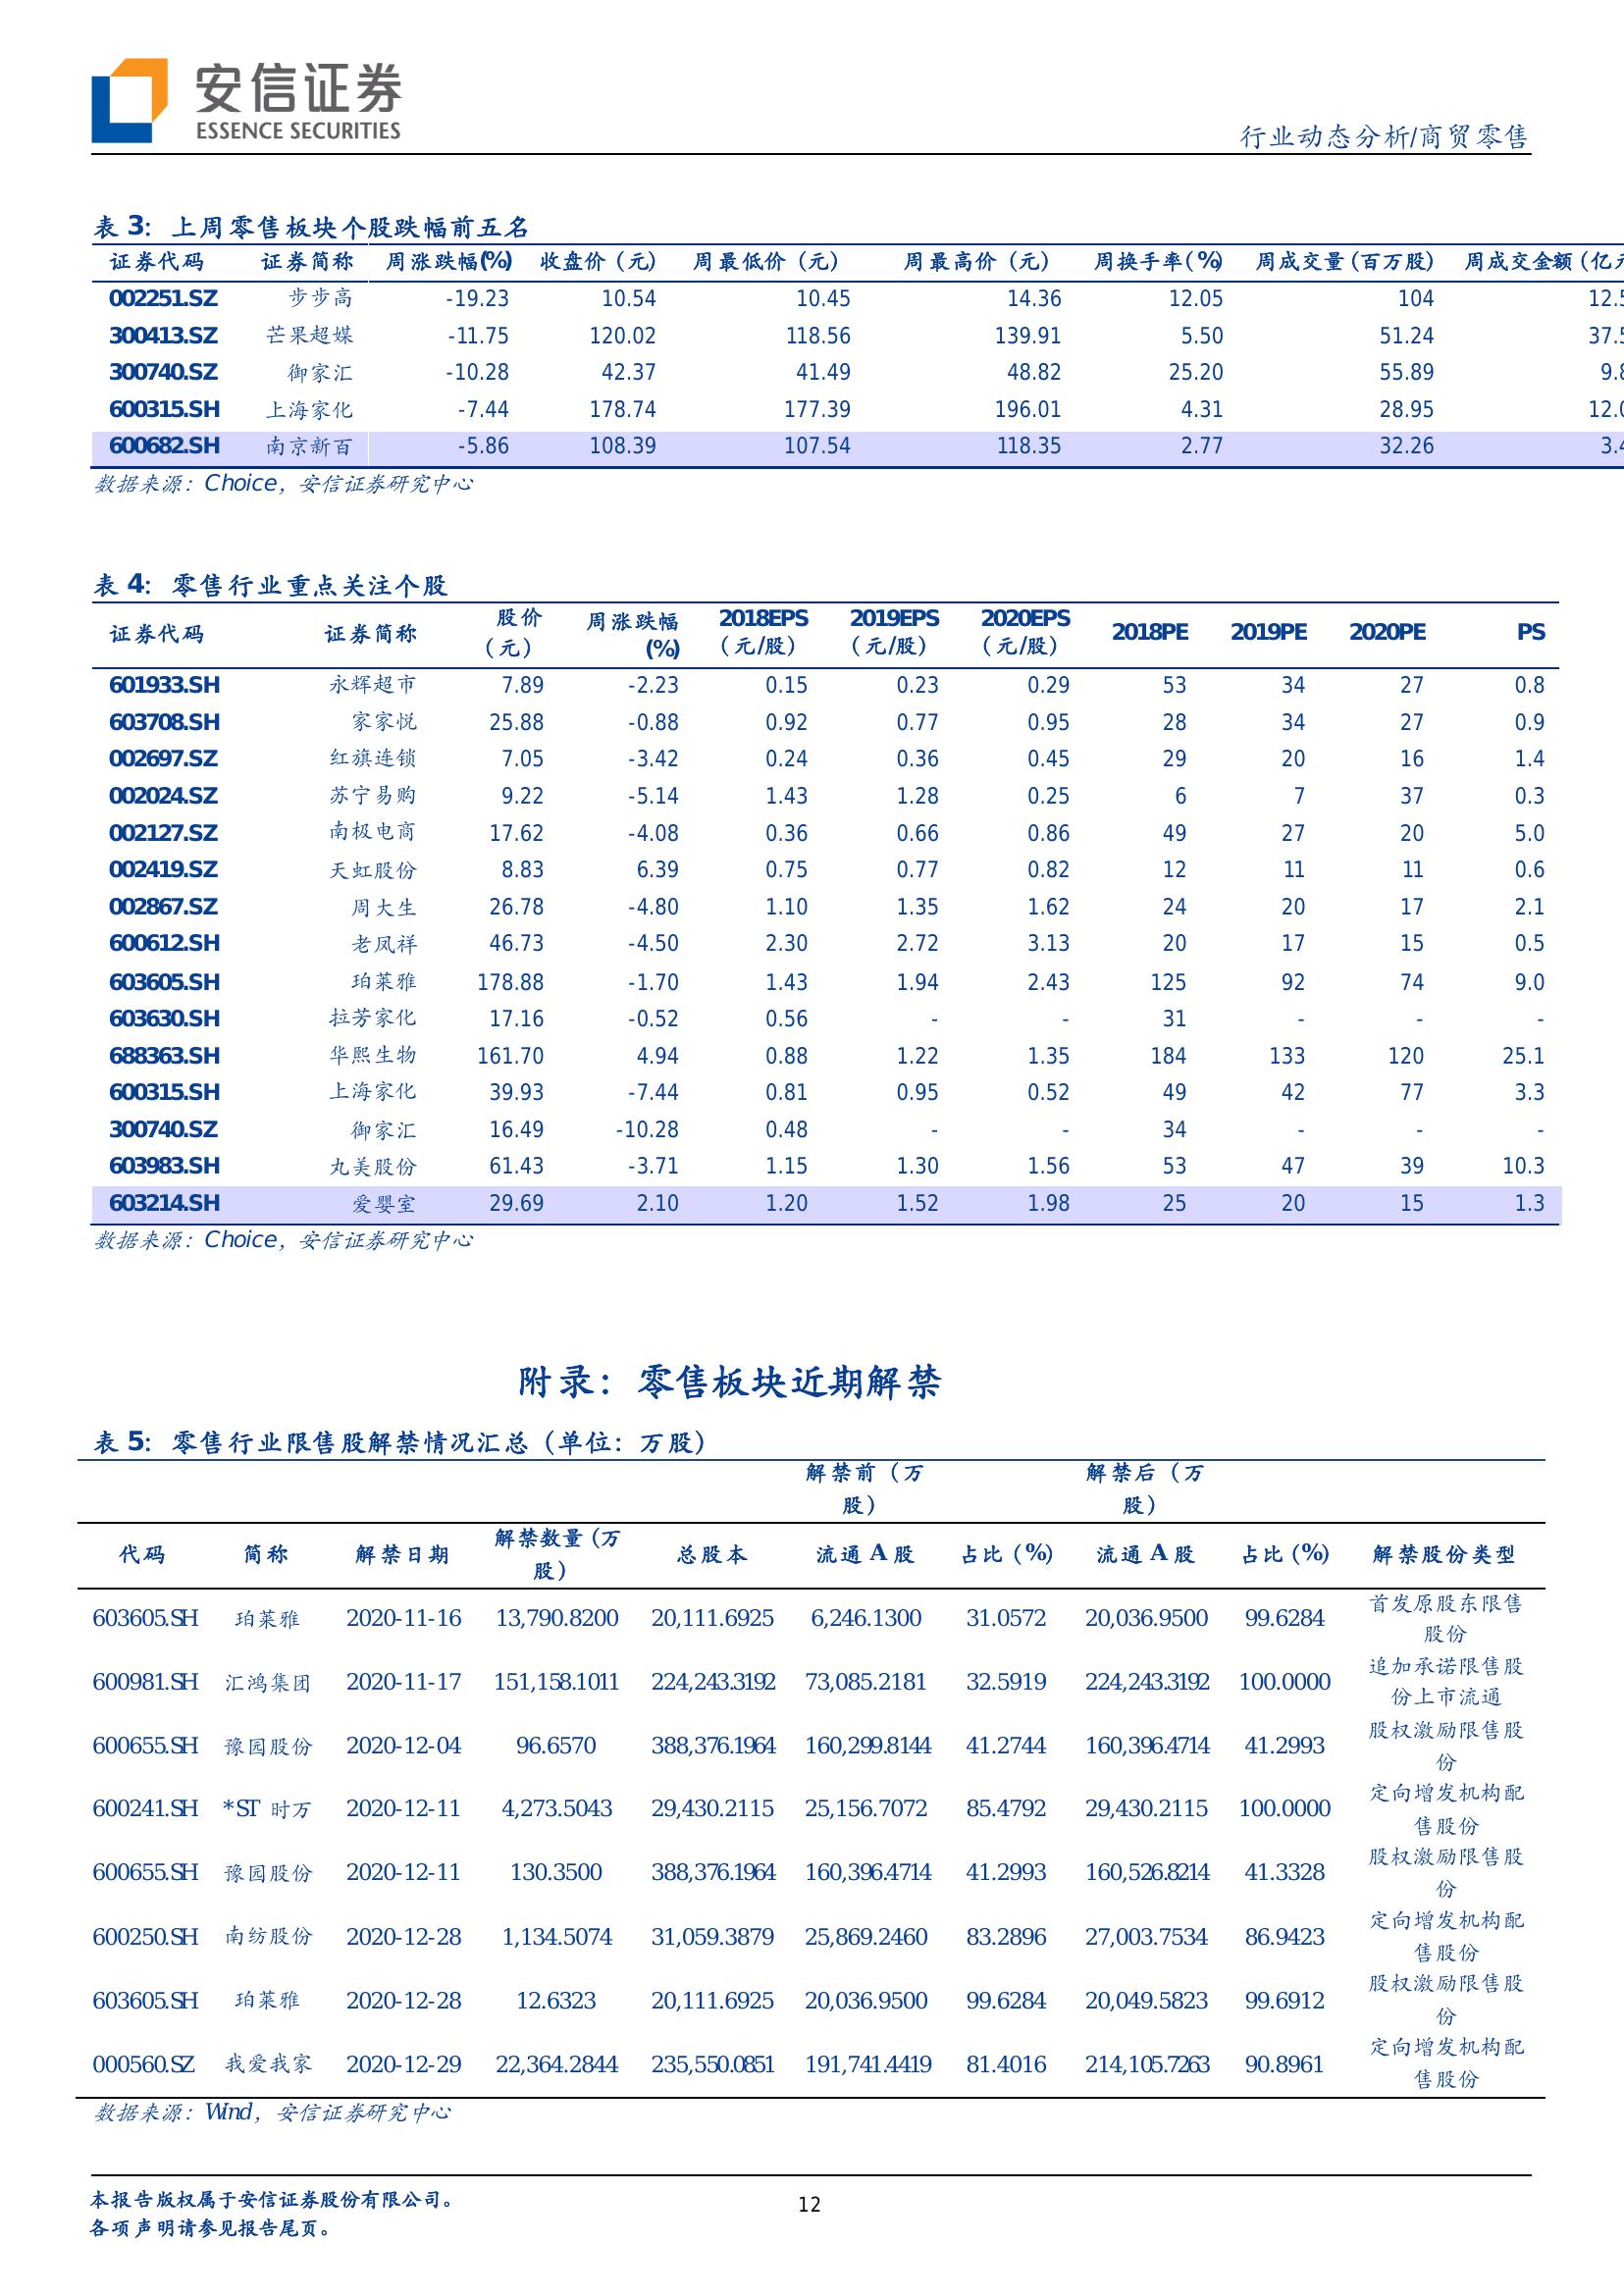 安信证券
ESSENCE SECURITIES
行业动态分析/商贸零售
表 3：上周零售板块个股跌幅前五名
证券代码 证券简称 周涨跌幅(%) 收盘价（元） 周最低价（元） 周最高价（元） 周换手率(%) 周成交量（百万股） 周成交金额（亿
002251.SZ 步步高 -19.23 10.54 10.45 14.36 12.05 104 12.5
300413.SZ 芒果超媒 -11.75 120.02 118.56 139.91 5.50 51.24 37.5
300740.SZ 御家汇 -10.28 42.37 41.49 48.82 25.20 55.89 9.8
600315.SH 上海家化 -7.44 178.74 177.39 196.01 4.31 28.95 12.0
600682.SH 南京新百 -5.86 108.39 107.54 118.35 2.77 32.26 3.4
数据来源：Choice，安信证券研究中心
表 4：零售行业重点关注个股
证券代码 证券简称 股价（元） 周涨跌幅(%) 2018EPS（元/股） 2019EPS（元/股） 2020EPS（元/股） 2018PE 2019PE 2020PE PS
601933.SH 永辉超市 7.89 -2.23 0.15 0.23 0.29 53 34 27 0.8
603708.SH 家家悦 25.88 -0.88 0.92 0.77 0.95 28 34 27 0.9
002697.SZ 红旗连锁 7.05 -3.42 0.24 0.36 0.45 29 20 16 1.4
002024.SZ 苏宁易购 9.22 -5.14 1.43 1.28 0.25 6 7 37 0.3
002127.SZ 南极电商 17.62 -4.08 0.36 0.66 0.86 49 27 20 5.0
002419.SZ 天虹股份 8.83 6.39 0.75 0.77 0.82 12 11 11 0.6
002867.SZ 周大生 26.78 -4.80 1.10 1.35 1.62 24 20 17 2.1
600612.SH 老凤祥 46.73 -4.50 2.30 2.72 3.13 20 17 15 0.5
603605.SH 珀莱雅 178.88 -1.70 1.43 1.94 2.43 125 92 74 9.0
603630.SH 拉芳家化 17.16 -0.52 0.56 - - 31 - - -
688363.SH 华熙生物 161.70 4.94 0.88 1.22 1.35 184 133 120 25.1
600315.SH 上海家化 39.93 -7.44 0.81 0.95 0.52 49 42 77 3.3
300740.SZ 御家汇 16.49 -10.28 0.48 - - 34 - - -
603983.SH 丸美股份 61.43 -3.71 1.15 1.30 1.56 53 47 39 10.3
603214.SH 爱婴室 29.69 2.10 1.20 1.52 1.98 25 20 15 1.3
数据来源：Choice，安信证券研究中心
附录：零售板块近期解禁
表 5：零售行业限售股解禁情况汇总（单位：万股）
解禁前（万股） 解禁后（万股）
代码 简称 解禁日期 解禁数量（万股） 总股本 流通 A 股 占比（%） 流通 A 股 占比（%） 解禁股份类型
603605.SH 珀莱雅 2020-11-16 13,790.8200 20,111.6925 6,246.1300 31.0572 20,036.9500 99.6284 首发原股东限售股份
600981.SH 汇鸿集团 2020-11-17 151,158.1011 224,243.3192 73,085.2181 32.5919 224,243.3192 100.0000 追加承诺限售股份上市流通
600655.SH 豫园股份 2020-12-04 96.6570 388,376.1964 160,299.8144 41.2744 160,396.4714 41.2993 股权激励限售股份
600241.SH *ST 时万 2020-12-11 4,273.5043 29,430.2115 25,156.7072 85.4792 29,430.2115 100.0000 定向增发机构配售股份
600655.SH 豫园股份 2020-12-11 130.3500 388,376.1964 160,396.4714 41.2993 160,526.8214 41.3328 股权激励限售股份
600250.SH 南纺股份 2020-12-28 1,134.5074 31,059.3879 25,869.2460 83.2896 27,003.7534 86.9423 定向增发机构配售股份
603605.SH 珀莱雅 2020-12-28 12.6323 20,111.6925 20,036.9500 99.6284 20,049.5823 99.6912 股权激励限售股份
000560.SZ 我爱我家 2020-12-29 22,364.2844 235,550.0851 191,741.4419 81.4016 214,105.7263 90.8961 定向增发机构配售股份
数据来源：Wind，安信证券研究中心
本报告版权属于安信证券股份有限公司。
各项声明请参见报告尾页。
12